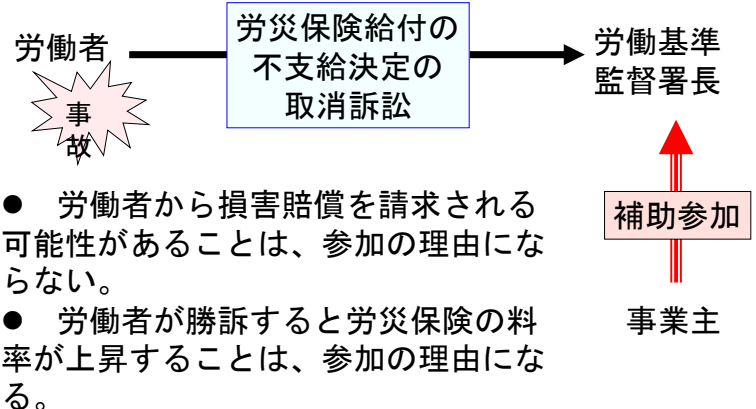 労働者
事
故
労災保険給付の
不支給決定の
取消訴訟
労働基準
監督署長
補助参加
事業主
● 労働者から損害賠償を請求される
可能性があることは、参加の理由にな
らない。
● 労働者が勝訴すると労災保険の料
率が上昇することは、参加の理由にな
る。